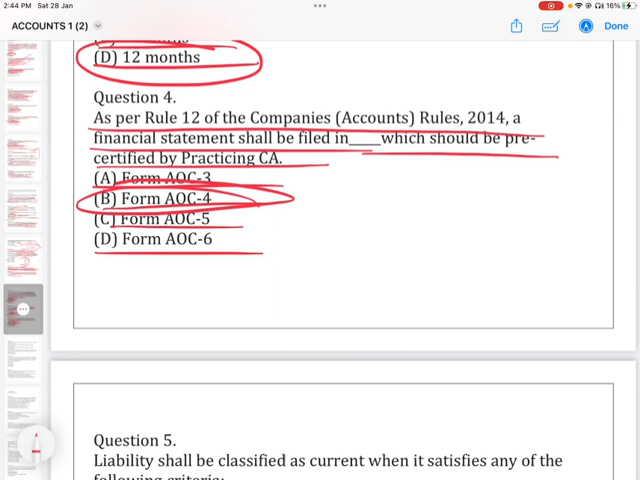 2:44 PM Sat 28 Jan
16%
ACCOUNTS 1 (2)
Done
(D) 12 months
Question 4.
As per Rule 12 of the Companies (Accounts) Rules, 2014, a
financial statement shall be filed in____which should be pre-
certified by Practicing CA.
(A) Form AOC-3
(B) Form AOC-4
(C) Form AOC-5
(D) Form AOC-6
Question 5.
Liability shall be classified as current when it satisfies any of the
following criteria: